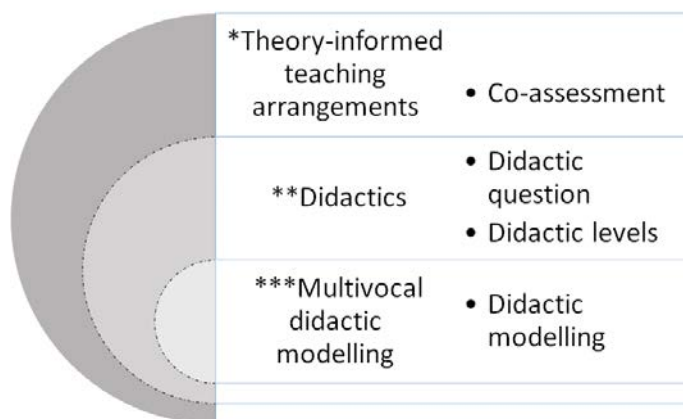 *Theory-informed
teaching
arrangements
• Co-assessment
**Didactics
• Didactic
question
• Didactic levels
***Multivocal
didactic
modelling
• Didactic
modelling